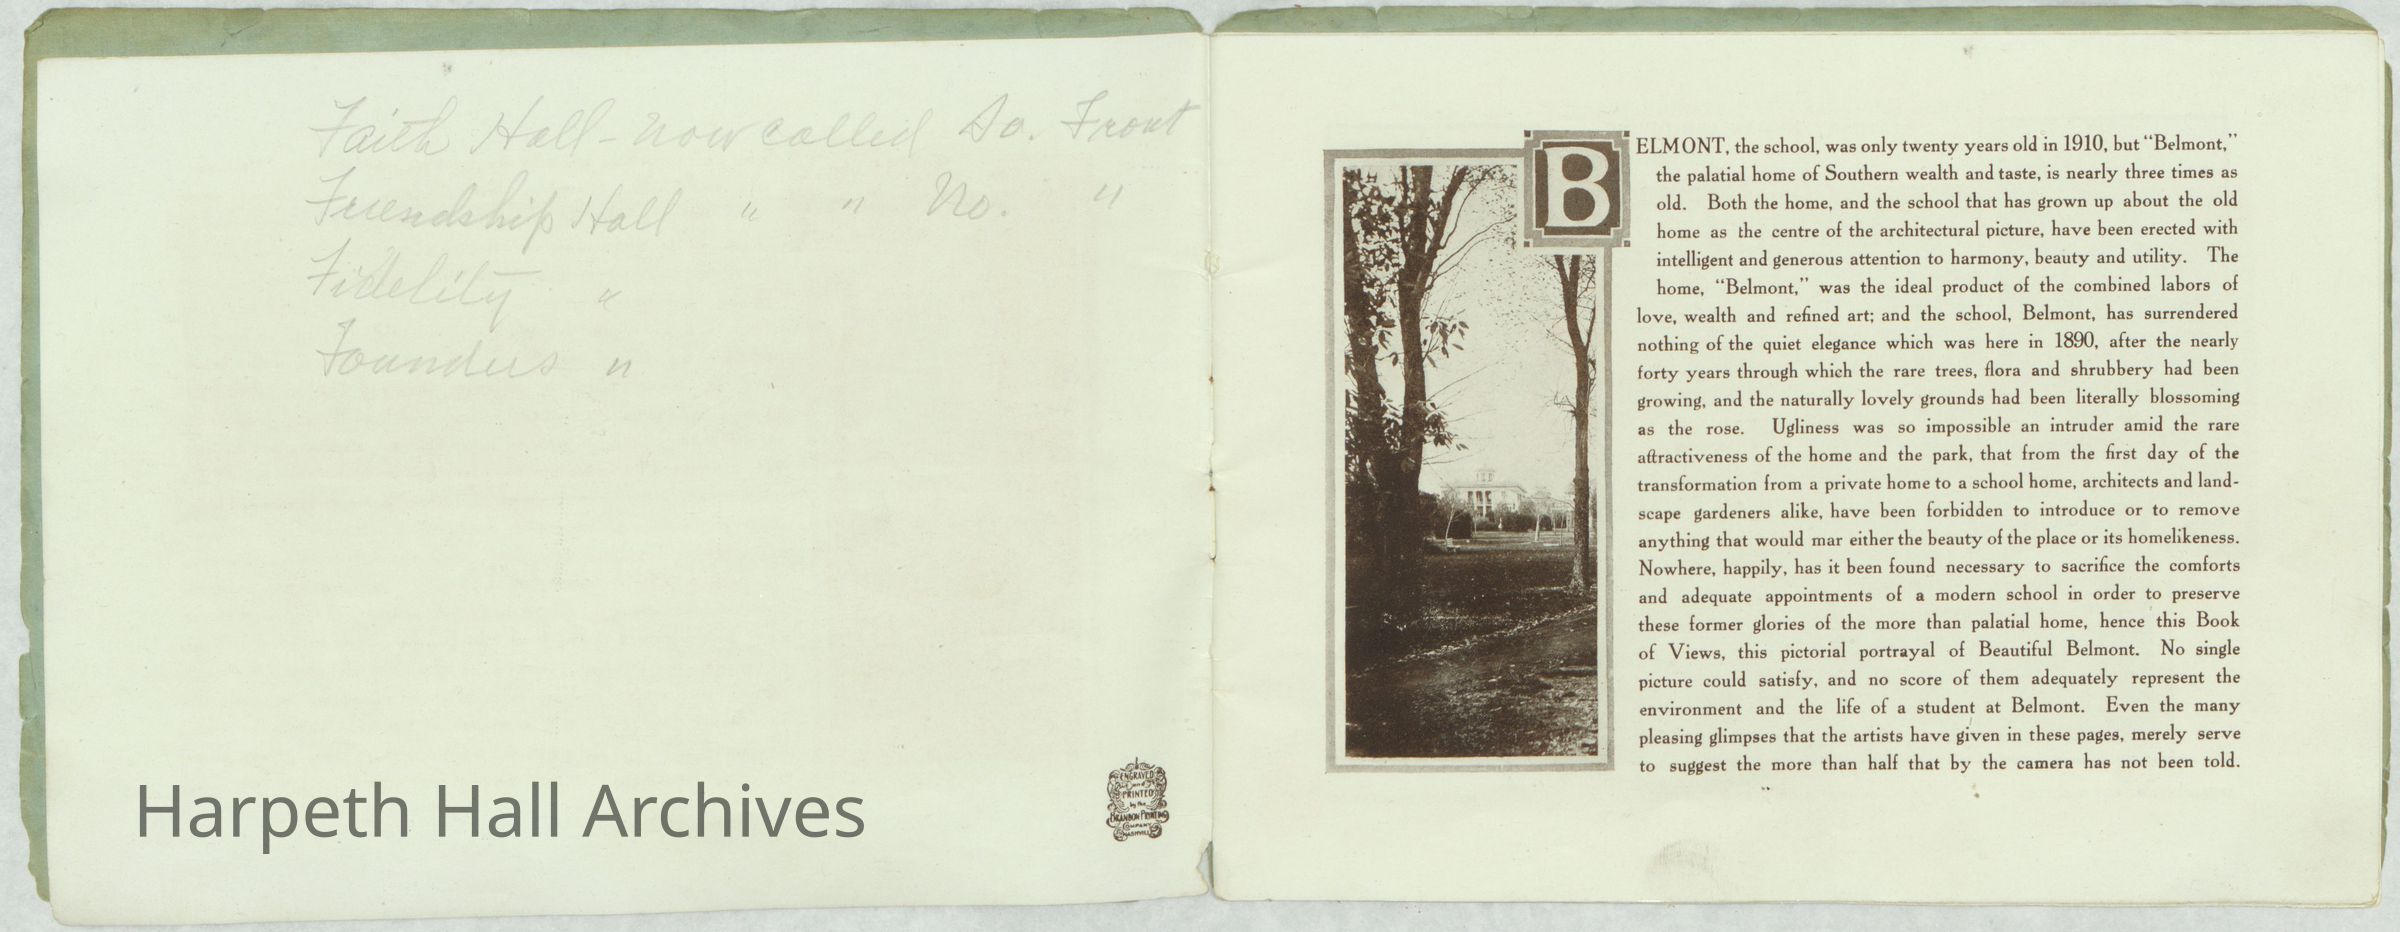 Faith Hall - now called So. Front
Friendship Hall " " No. "
Fidelity "
Founders "
Harpeth Hall Archives
ENGRAVED
and
PRINTED
by the
BRANDON PRINTING
COMPANY
NASHVILLE
BELMONT, the school, was only twenty years old in 1910, but “Belmont,”
the palatial home of Southern wealth and taste, is nearly three times as
old. Both the home, and the school that has grown up about the old
home as the centre of the architectural picture, have been erected with
intelligent and generous attention to harmony, beauty and utility. The
home, “Belmont,” was the ideal product of the combined labors of
love, wealth and refined art; and the school, Belmont, has surrendered
nothing of the quiet elegance which was here in 1890, after the nearly
forty years through which the rare trees, flora and shrubbery had been
growing, and the naturally lovely grounds had been literally blossoming
as the rose. Ugliness was so impossible an intruder amid the rare
attractiveness of the home and the park, that from the first day of the
transformation from a private home to a school home, architects and land-
scape gardeners alike, have been forbidden to introduce or to remove
anything that would mar either the beauty of the place or its homelikeness.
Nowhere, happily, has it been found necessary to sacrifice the comforts
and adequate appointments of a modern school in order to preserve
these former glories of the more than palatial home, hence this Book
of Views, this pictorial portrayal of Beautiful Belmont. No single
picture could satisfy, and no score of them adequately represent the
environment and the life of a student at Belmont. Even the many
pleasing glimpses that the artists have given in these pages, merely serve
to suggest the more than half that by the camera has not been told.